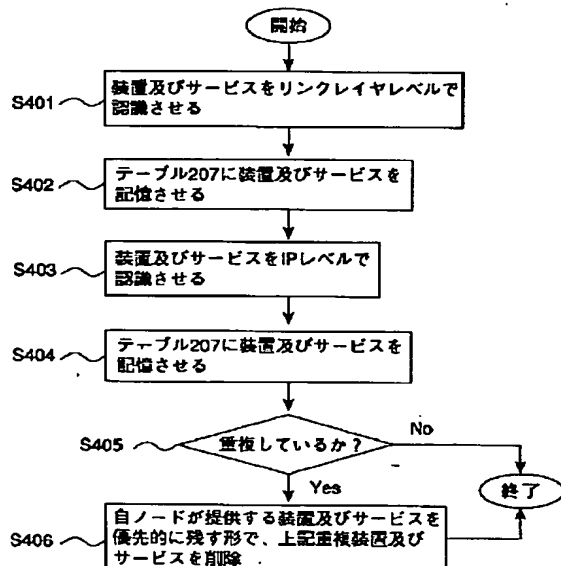 開始
S401
装置及びサービスをリンクレイヤレベルで
認識させる
S402
テーブル207に装置及びサービスを
記憶させる
S403
装置及びサービスをIPレベルで
認識させる
S404
テーブル207に装置及びサービスを
記憶させる
S405
重複しているか？
No
Yes
終了
S406
自ノードが提供する装置及びサービスを
優先的に残す形で、上記重複装置及び
サービスを削除